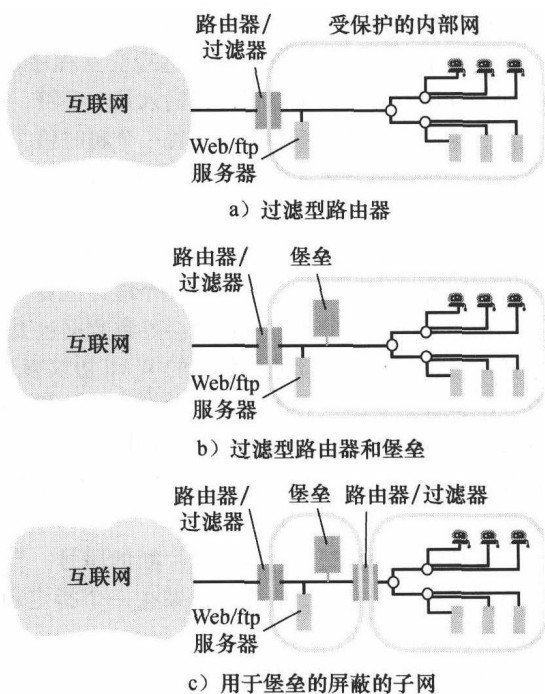 路由器/
过滤器
受保护的内部网
互联网
Web/ftp
服务器
a）过滤型路由器
路由器/
过滤器
堡垒
互联网
Web/ftp
服务器
b）过滤型路由器和堡垒
路由器/
过滤器
堡垒
路由器/过滤器
互联网
Web/ftp
服务器
c）用于堡垒的屏蔽的子网